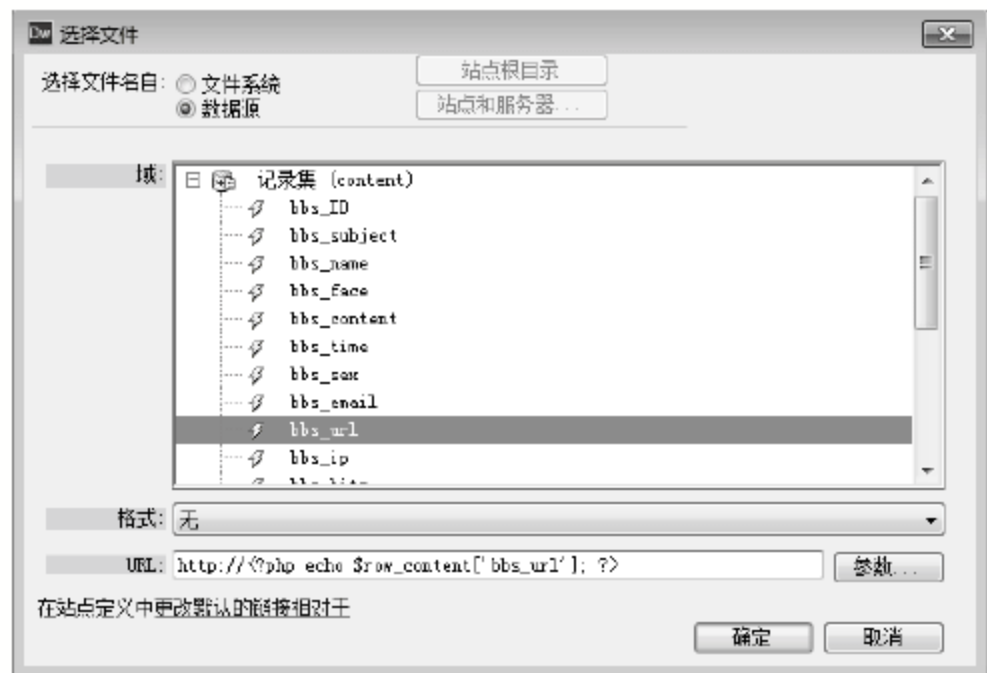 Dw 选择文件
选择文件名自: 文件系统 站点根目录
数据源 站点和服务器...
域: 记录集 (content)
bbs_ID
bbs_subject
bbs_name
bbs_face
bbs_content
bbs_time
bbs_sex
bbs_email
bbs_url
bbs_ip
格式: 无
URL: http://<?php echo $row_content['bbs_url']; ?> 参数...
在站点定义中更改默认的链接相对于
确定 取消